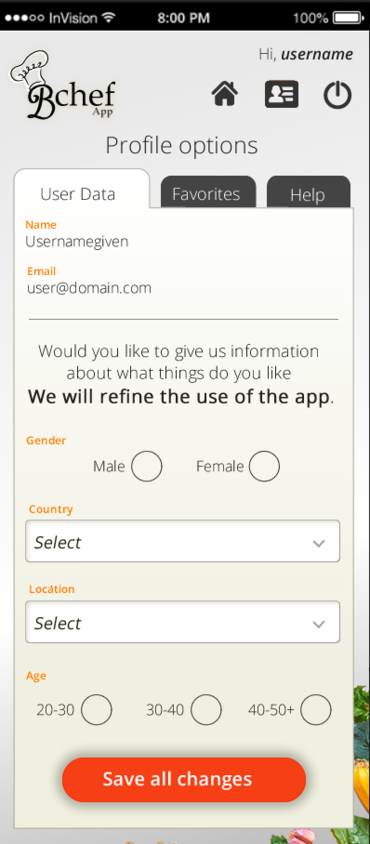 InVision 8:00 PM 100%
Hi, username
Bchef
App
Profile options
User Data Favorites Help
Name
Usernamegiven
Email
user@domain.com
Would you like to give us information
about what things do you like
We will refine the use of the app.
Gender
Male Female
Country
Select
Locátion
Select
Age
20-30 30-40 40-50+
Save all changes